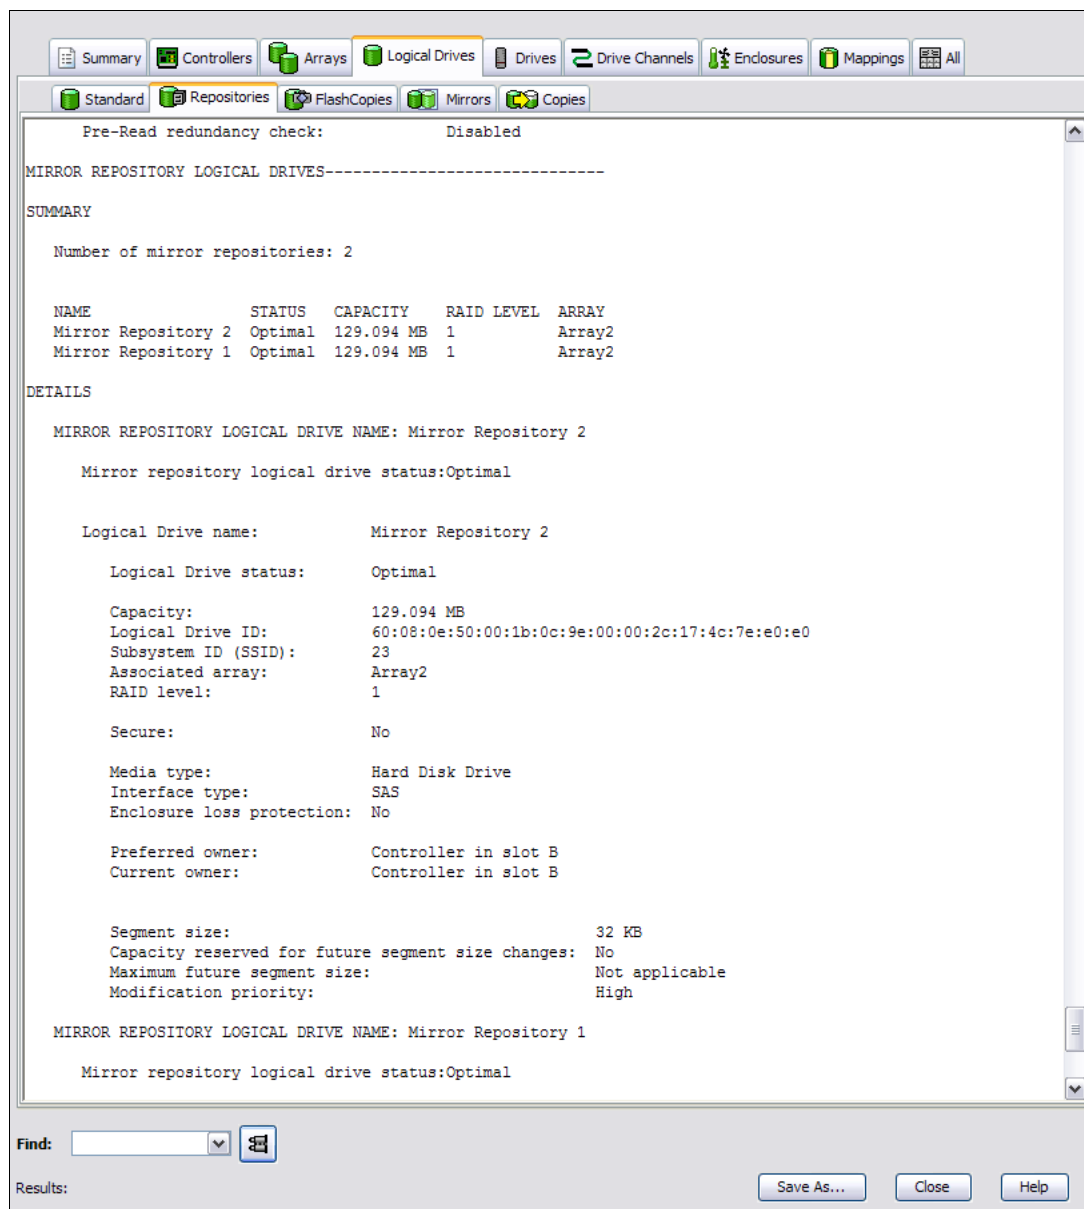 Summary Controllers Arrays Logical Drives Drives Drive Channels Enclosures Mappings All
Standard Repositories FlashCopies Mirrors Copies
Pre-Read redundancy check: Disabled
MIRROR REPOSITORY LOGICAL DRIVES------------------------------
SUMMARY
Number of mirror repositories: 2
NAME STATUS CAPACITY RAID LEVEL ARRAY
Mirror Repository 2 Optimal 129.094 MB 1 Array2
Mirror Repository 1 Optimal 129.094 MB 1 Array2
DETAILS
MIRROR REPOSITORY LOGICAL DRIVE NAME: Mirror Repository 2
Mirror repository logical drive status:Optimal
Logical Drive name: Mirror Repository 2
Logical Drive status: Optimal
Capacity: 129.094 MB
Logical Drive ID: 60:08:0e:50:00:1b:0c:9e:00:00:2c:17:4c:7e:e0:e0
Subsystem ID (SSID): 23
Associated array: Array2
RAID level: 1
Secure: No
Media type: Hard Disk Drive
Interface type: SAS
Enclosure loss protection: No
Preferred owner: Controller in slot B
Current owner: Controller in slot B
Segment size: 32 KB
Capacity reserved for future segment size changes: No
Maximum future segment size: Not applicable
Modification priority: High
MIRROR REPOSITORY LOGICAL DRIVE NAME: Mirror Repository 1
Mirror repository logical drive status:Optimal
Find:
Results: Save As... Close Help